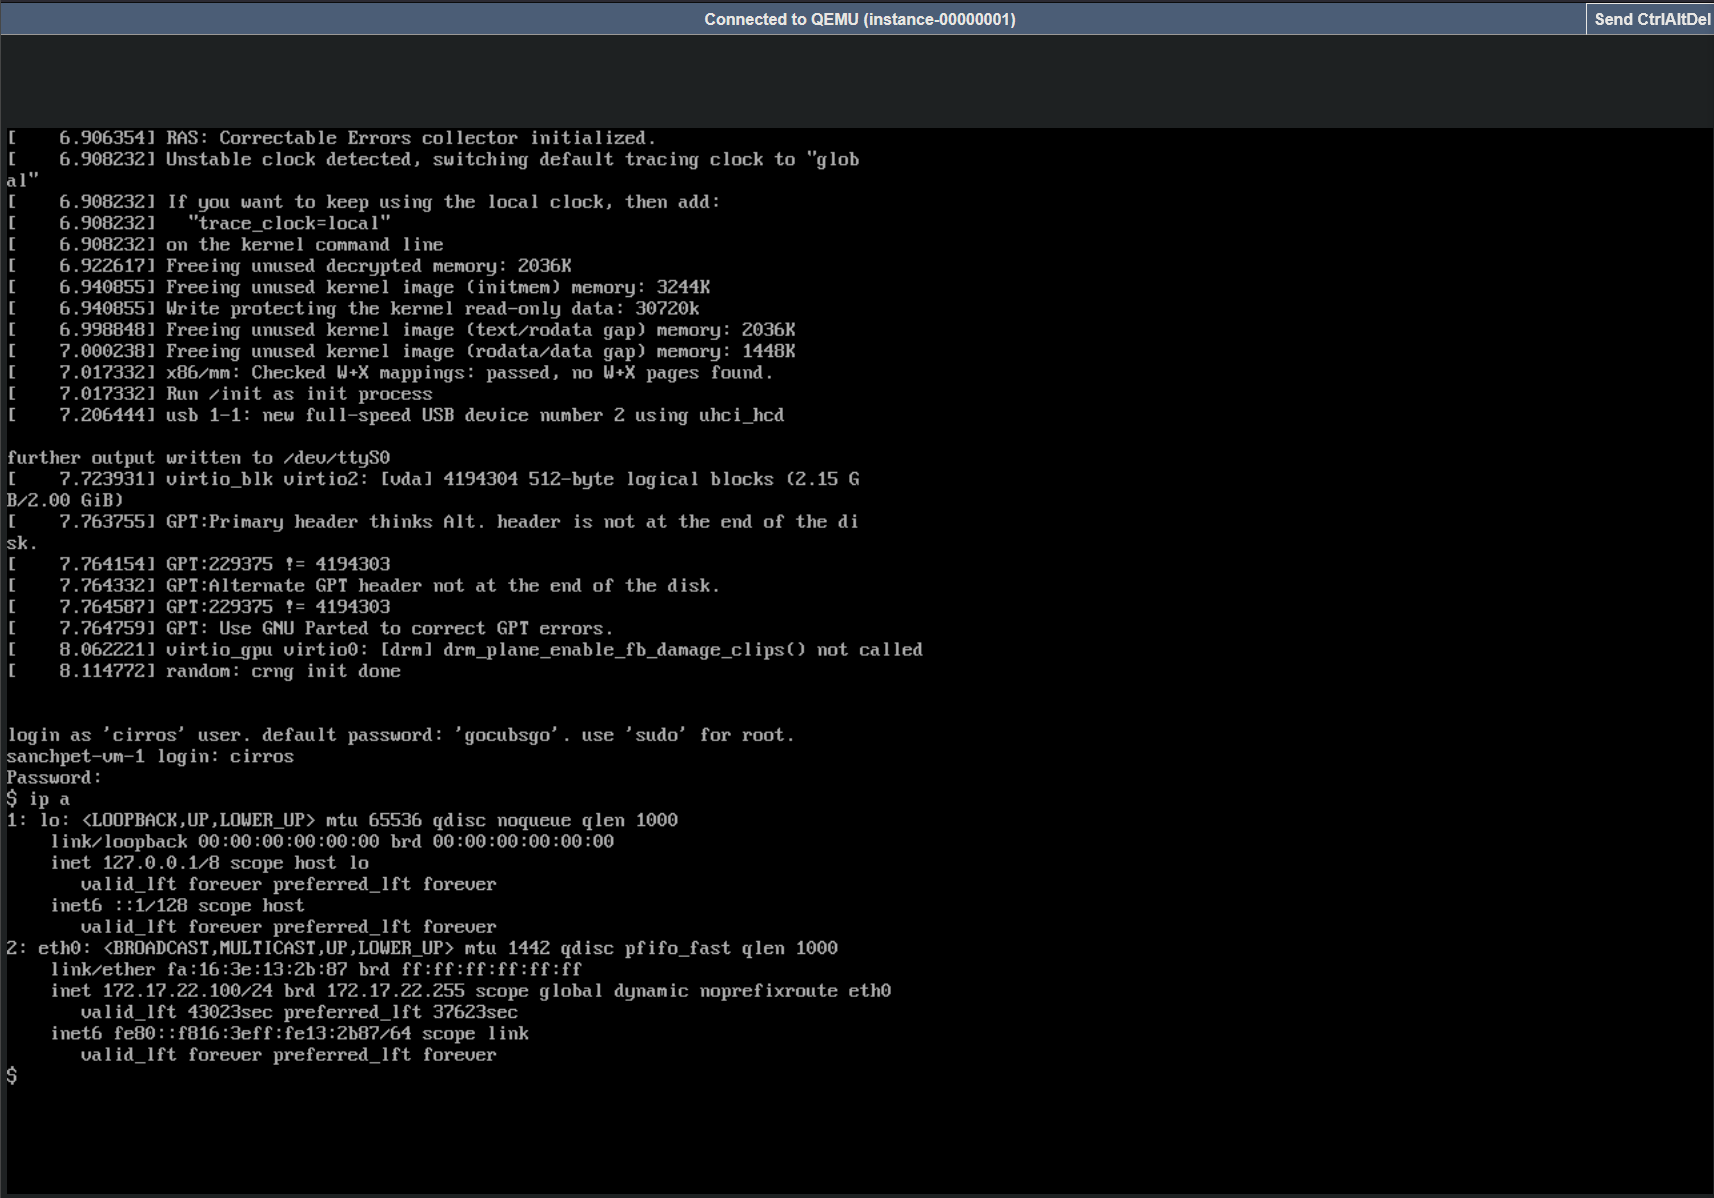 Connected to QEMU (instance-00000001)
Send CtrlAltDel
[    6.906354] RAS: Correctable Errors collector initialized.
[    6.908232] Unstable clock detected, switching default tracing clock to "glob
al"
[    6.908232] If you want to keep using the local clock, then add:
[    6.908232]   "trace_clock=local"
[    6.908232] on the kernel command line
[    6.922617] Freeing unused decrypted memory: 2036K
[    6.940855] Freeing unused kernel image (initmem) memory: 3244K
[    6.940855] Write protecting the kernel read-only data: 30720k
[    6.998848] Freeing unused kernel image (text/rodata gap) memory: 2036K
[    7.000238] Freeing unused kernel image (rodata/data gap) memory: 1448K
[    7.017332] x86/mm: Checked W+X mappings: passed, no W+X pages found.
[    7.017332] Run /init as init process
[    7.206444] usb 1-1: new full-speed USB device number 2 using uhci_hcd
further output written to /dev/ttyS0
[    7.723931] virtio_blk virtio2: [vda] 4194304 512-byte logical blocks (2.15 G
B/2.00 GiB)
[    7.763755] GPT:Primary header thinks Alt. header is not at the end of the di
sk.
[    7.764154] GPT:229375 != 4194303
[    7.764332] GPT:Alternate GPT header not at the end of the disk.
[    7.764587] GPT:229375 != 4194303
[    7.764759] GPT: Use GNU Parted to correct GPT errors.
[    8.062221] virtio_gpu virtio0: [drm] drm_plane_enable_fb_damage_clips() not called
[    8.114772] random: crng init done
login as 'cirros' user. default password: 'gocubsgo'. use 'sudo' for root.
sanchpet-vm-1 login: cirros
Password:
$ ip a
1: lo: <LOOPBACK,UP,LOWER_UP> mtu 65536 qdisc noqueue qlen 1000
    link/loopback 00:00:00:00:00:00 brd 00:00:00:00:00:00
    inet 127.0.0.1/8 scope host lo
       valid_lft forever preferred_lft forever
    inet6 ::1/128 scope host
       valid_lft forever preferred_lft forever
2: eth0: <BROADCAST,MULTICAST,UP,LOWER_UP> mtu 1442 qdisc pfifo_fast qlen 1000
    link/ether fa:16:3e:13:2b:87 brd ff:ff:ff:ff:ff:ff
    inet 172.17.22.100/24 brd 172.17.22.255 scope global dynamic noprefixroute eth0
       valid_lft 43023sec preferred_lft 37623sec
    inet6 fe80::f816:3eff:fe13:2b87/64 scope link
       valid_lft forever preferred_lft forever
$